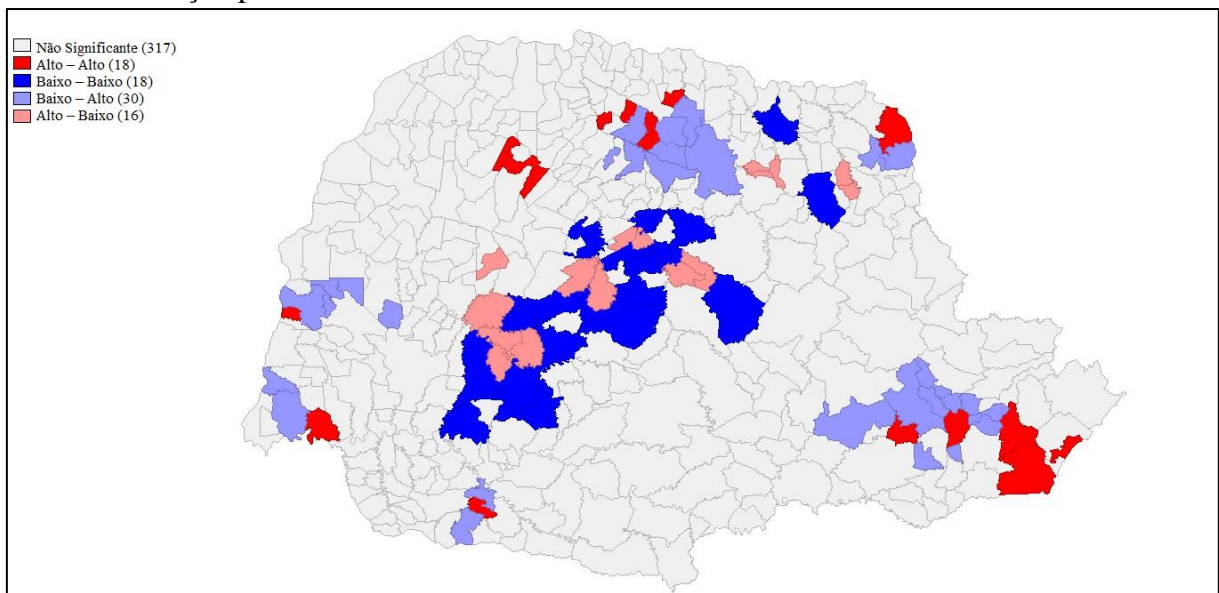 Não Significante (317)
Alto – Alto (18)
Baixo – Baixo (18)
Baixo – Alto (30)
Alto – Baixo (16)